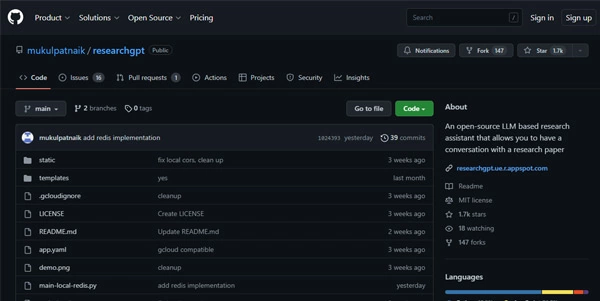 Product Solutions Open Source Pricing Search / Sign in Sign up
mukulpatnaik / researchgpt Public Notifications Fork 147 Star 1.7k
Code Issues 16 Pull requests 1 Actions Projects Security Insights
main 2 branches 0 tags Go to file Code
mukulpatnaik add redis implementation 1024393 yesterday 39 commits
static fix local cors, clean up 3 weeks ago
templates yes last month
.gcloudignore cleanup 3 weeks ago
LICENSE Create LICENSE 3 weeks ago
README.md Update README.md 2 weeks ago
app.yaml gcloud compatible 3 weeks ago
demo.png cleanup 3 weeks ago
main-local-redis.py add redis implementation yesterday
About
An open-source LLM based research
assistant that allows you to have a
conversation with a research paper
researchgpt.ue.r.appspot.com
Readme
MIT license
1.7k stars
18 watching
147 forks
Languages